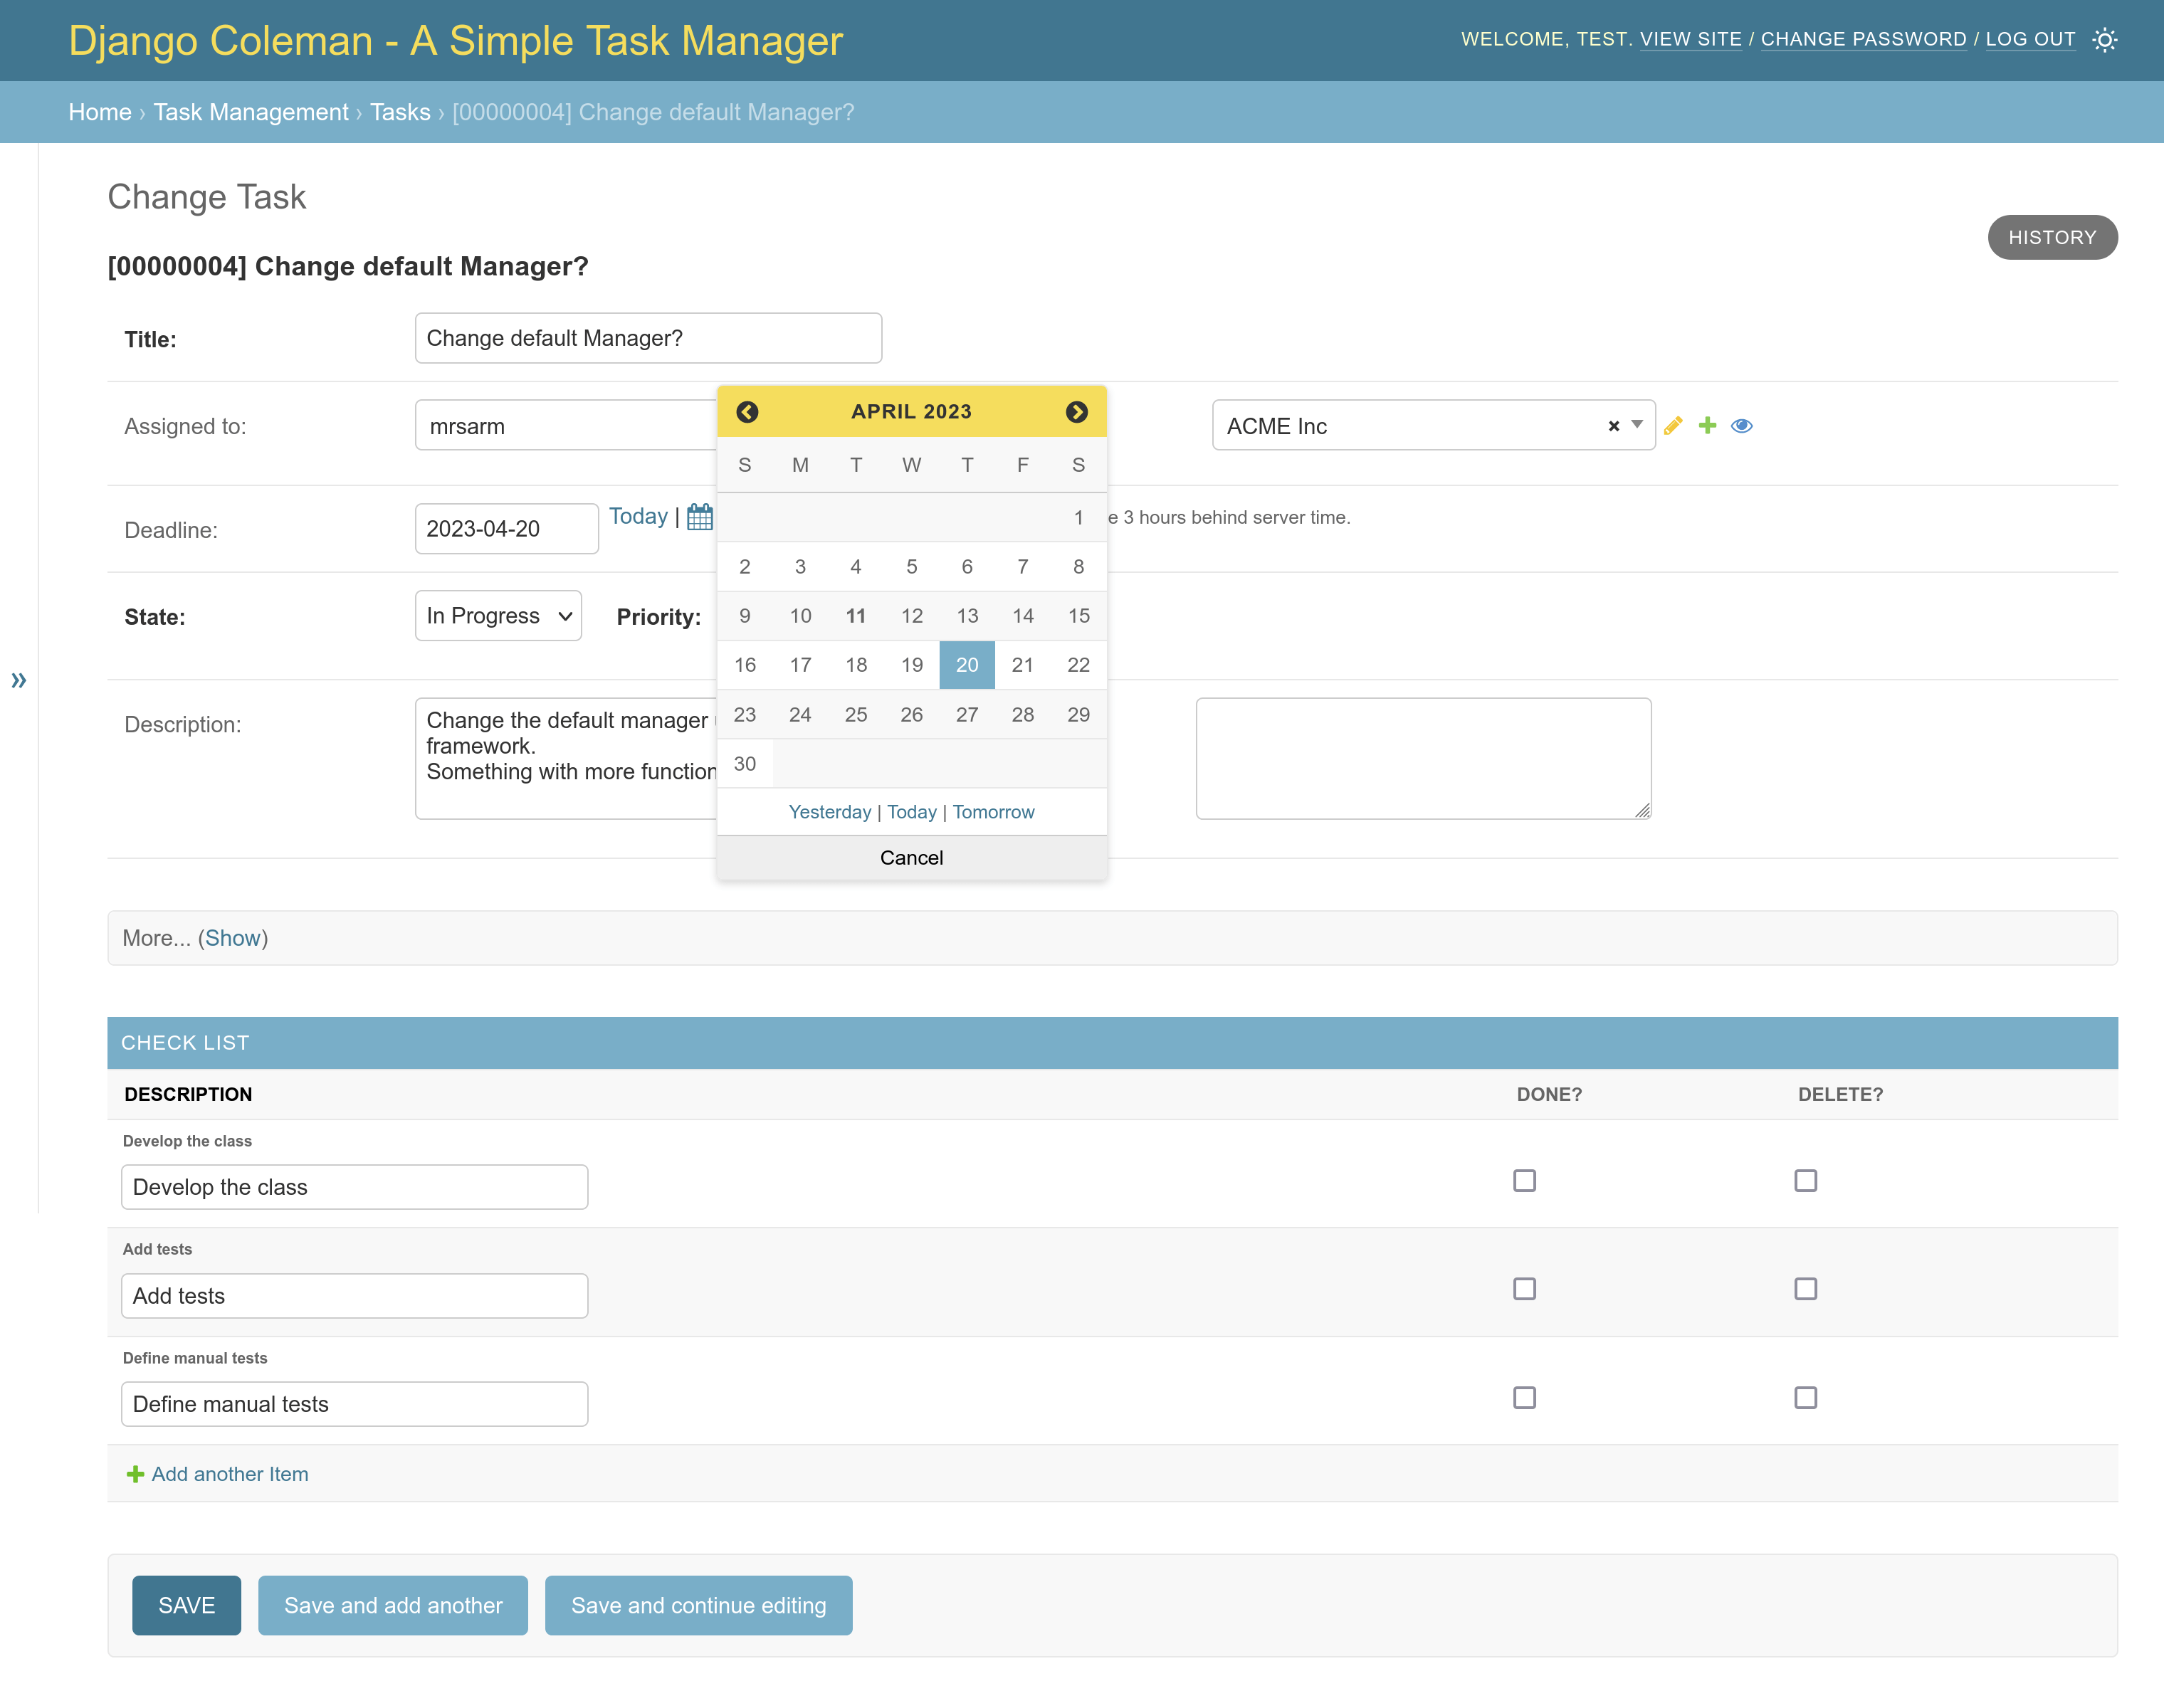 Django Coleman - A Simple Task Manager
WELCOME, TEST. VIEW SITE / CHANGE PASSWORD / LOG OUT
Home › Task Management › Tasks › [00000004] Change default Manager?
Change Task
HISTORY
[00000004] Change default Manager?
Title: Change default Manager?
Assigned to: mrsarm
ACME Inc × 
Deadline: 2023-04-20 Today |
e 3 hours behind server time.
State: In Progress Priority:
Description: Change the default manager
framework.
Something with more function
APRIL 2023
S M T W T F S
1
2 3 4 5 6 7 8
9 10 11 12 13 14 15
16 17 18 19 20 21 22
23 24 25 26 27 28 29
30
Yesterday | Today | Tomorrow
Cancel
»
More... (Show)
CHECK LIST
DESCRIPTION DONE? DELETE?
Develop the class
Develop the class
Add tests
Add tests
Define manual tests
Define manual tests
Add another Item
SAVE Save and add another Save and continue editing